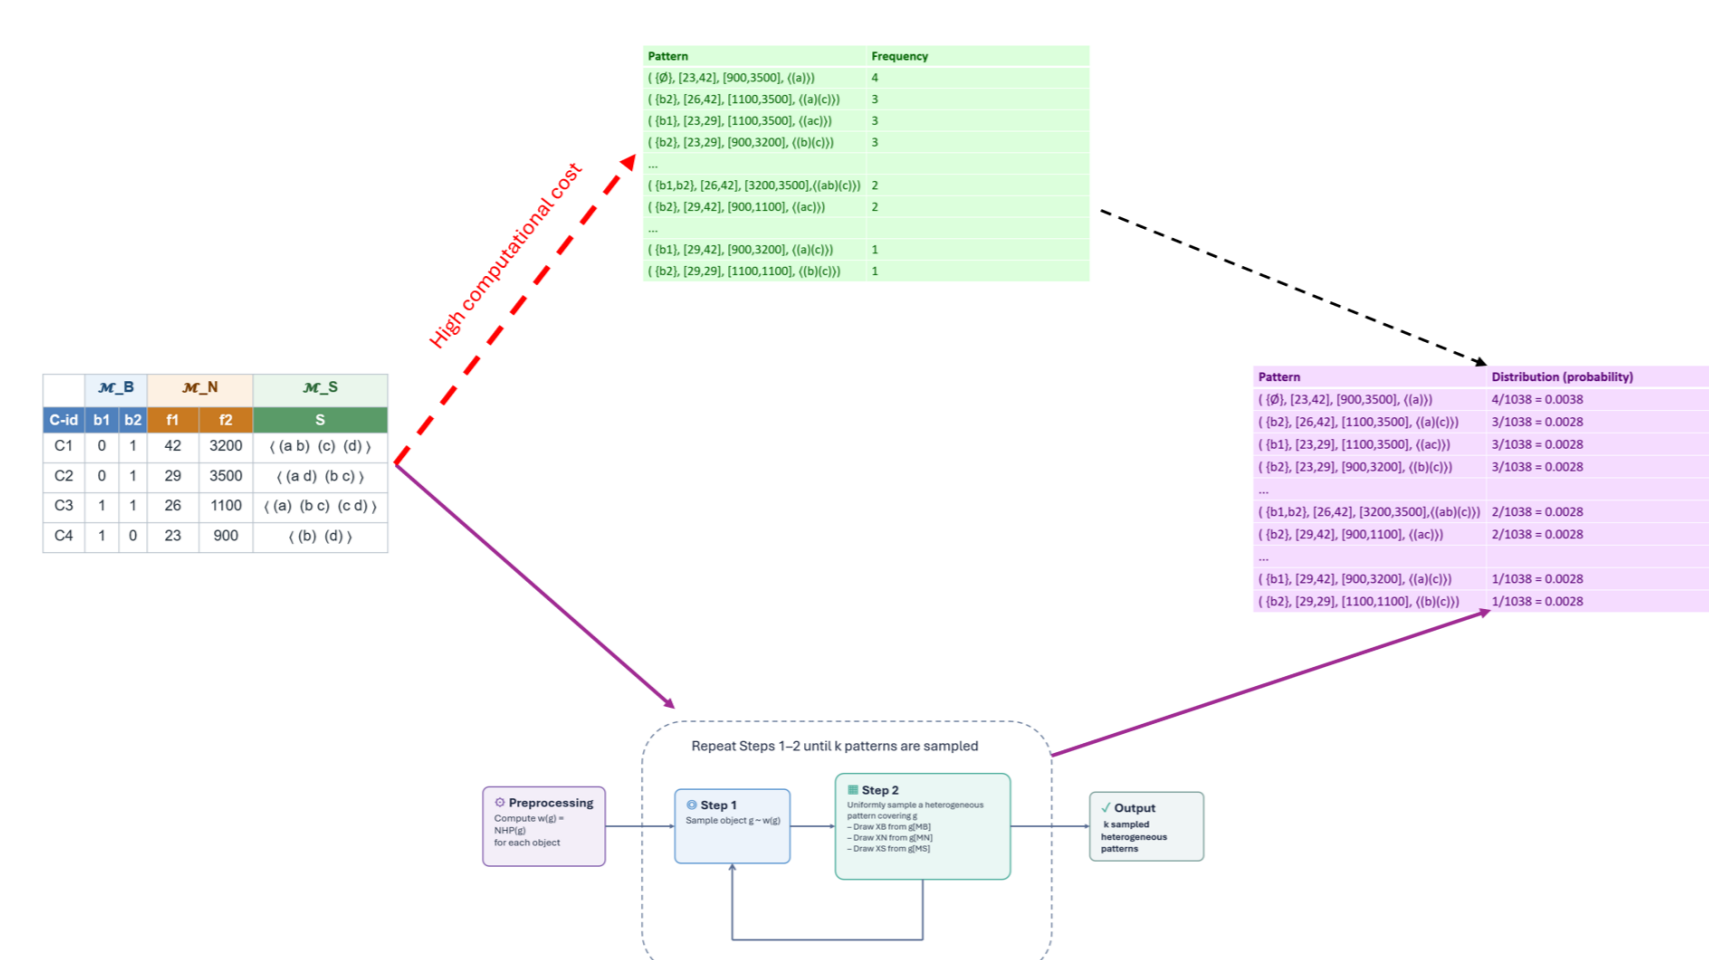 Pattern Frequency
( {Ø}, [23,42], [900,3500], ⟨(a)⟩) 4
( {b2}, [26,42], [1100,3500], ⟨(a)(c)⟩) 3
( {b1}, [23,29], [1100,3500], ⟨(ac)⟩) 3
( {b2}, [23,29], [900,3200], ⟨(b)(c)⟩) 3
...
( {b1,b2}, [26,42], [3200,3500],⟨(ab)(c)⟩) 2
( {b2}, [29,42], [900,1100], ⟨(ac)⟩) 2
...
( {b1}, [29,42], [900,3200], ⟨(a)(c)⟩) 1
( {b2}, [29,29], [1100,1100], ⟨(b)(c)⟩) 1
High computational cost
ℳ_B ℳ_N ℳ_S
C-id b1 b2 f1 f2 S
C1 0 1 42 3200 ⟨ (a b) (c) (d) ⟩
C2 0 1 29 3500 ⟨ (a d) (b c) ⟩
C3 1 1 26 1100 ⟨ (a) (b c) (c d) ⟩
C4 1 0 23 900 ⟨ (b) (d) ⟩
Pattern Distribution (probability)
( {Ø}, [23,42], [900,3500], ⟨(a)⟩) 4/1038 = 0.0038
( {b2}, [26,42], [1100,3500], ⟨(a)(c)⟩) 3/1038 = 0.0028
( {b1}, [23,29], [1100,3500], ⟨(ac)⟩) 3/1038 = 0.0028
( {b2}, [23,29], [900,3200], ⟨(b)(c)⟩) 3/1038 = 0.0028
...
( {b1,b2}, [26,42], [3200,3500],⟨(ab)(c)⟩) 2/1038 = 0.0028
( {b2}, [29,42], [900,1100], ⟨(ac)⟩) 2/1038 = 0.0028
...
( {b1}, [29,42], [900,3200], ⟨(a)(c)⟩) 1/1038 = 0.0028
( {b2}, [29,29], [1100,1100], ⟨(b)(c)⟩) 1/1038 = 0.0028
Repeat Steps 1–2 until k patterns are sampled
Preprocessing
Compute w(g) =
NHP(g)
for each object
Step 1
Sample object g ~ w(g)
Step 2
Uniformly sample a heterogeneous
pattern covering g
– Draw XB from g[MB]
– Draw XN from g[MN]
– Draw XS from g[MS]
✓ Output
k sampled
heterogeneous
patterns